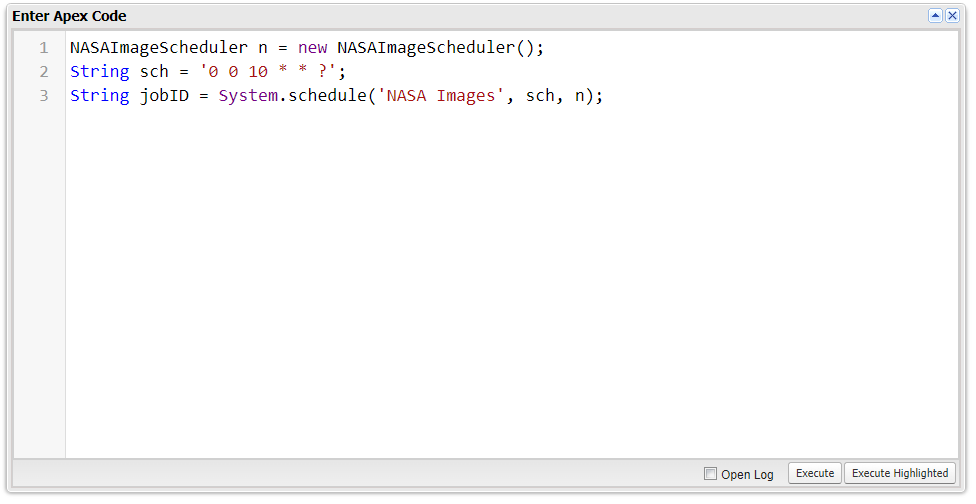 Enter Apex Code
1 NASAImageScheduler n = new NASAImageScheduler();
2 String sch = '0 0 10 * * ?';
3 String jobID = System.schedule('NASA Images', sch, n);
Open Log Execute Execute Highlighted